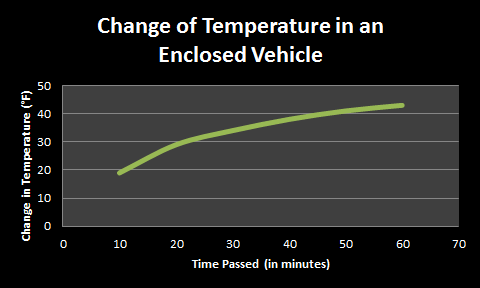 Change of Temperature in an
Enclosed Vehicle
Change in Temperature (°F)
50
40
30
20
10
0
0 10 20 30 40 50 60 70
Time Passed (in minutes)